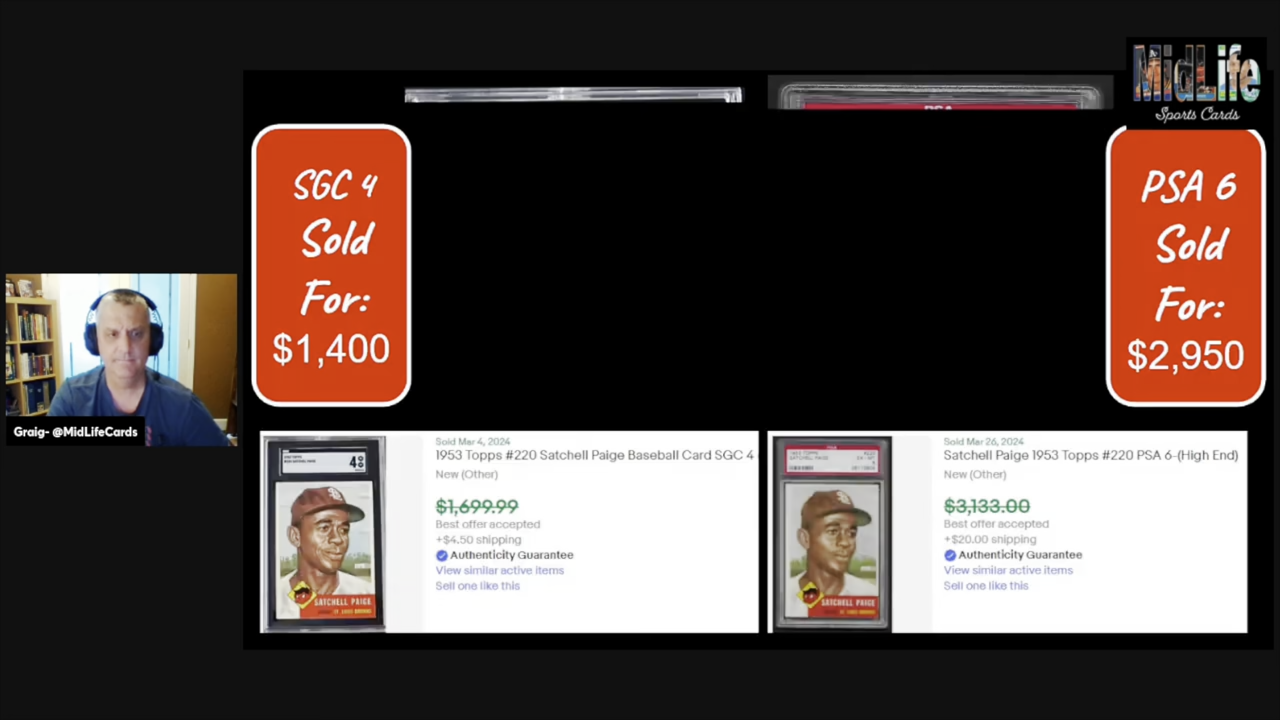 MidLife
Sports Cards
PSA
SGC 4
Sold
For:
$1,400
PSA 6
Sold
For:
$2,950
Graig- @MidLifeCards
4
SATCHELL PAIGE
Sold Mar 4, 2024
1953 Topps #220 Satchell Paige Baseball Card SGC 4
New (Other)
$1,699.99
Best offer accepted
+$4.50 shipping
Authenticity Guarantee
View similar active items
Sell one like this
SATCHELL PAIGE
Sold Mar 26, 2024
Satchell Paige 1953 Topps #220 PSA 6-(High End)
New (Other)
$3,133.00
Best offer accepted
+$20.00 shipping
Authenticity Guarantee
View similar active items
Sell one like this